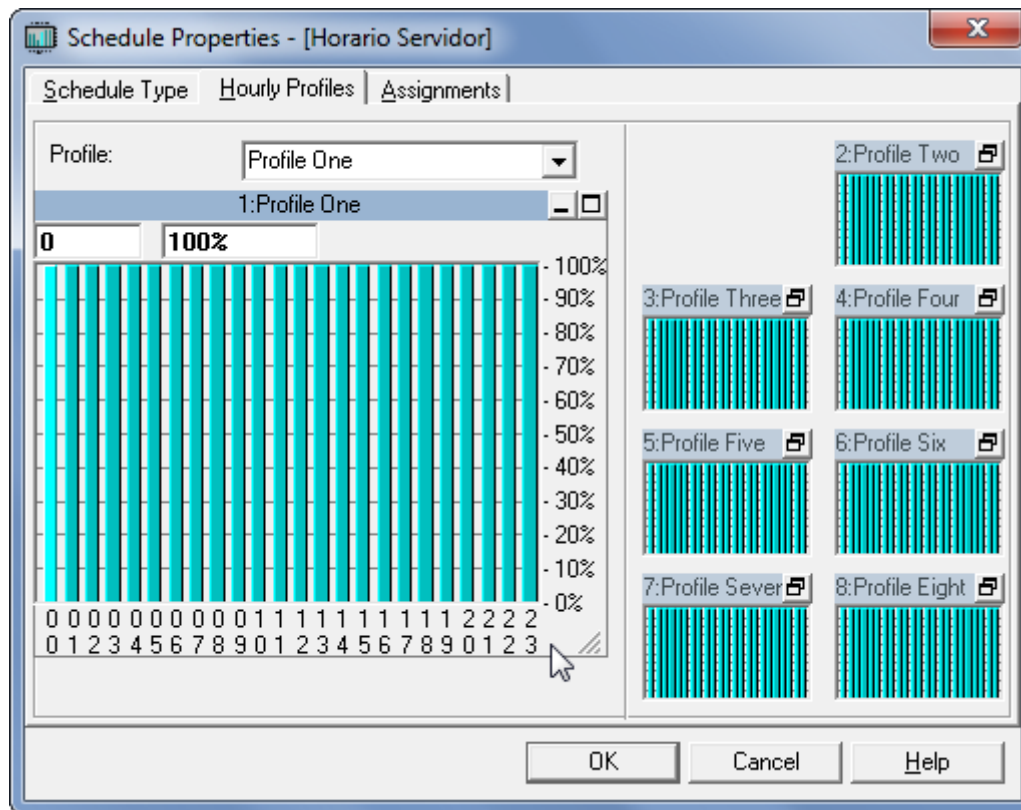 Schedule Properties - [Horario Servidor]
Schedule Type Hourly Profiles Assignments
Profile: Profile One
1:Profile One
0 100%
100%
90%
80%
70%
60%
50%
40%
30%
20%
10%
0%
0 0 0 0 0 0 0 0 0 0 1 1 1 1 1 1 1 1 1 1 2 2 2 2
0 1 2 3 4 5 6 7 8 9 0 1 2 3 4 5 6 7 8 9 0 1 2 3
2:Profile Two
3:Profile Three 4:Profile Four
5:Profile Five 6:Profile Six
7:Profile Sever 8:Profile Eight
OK Cancel Help